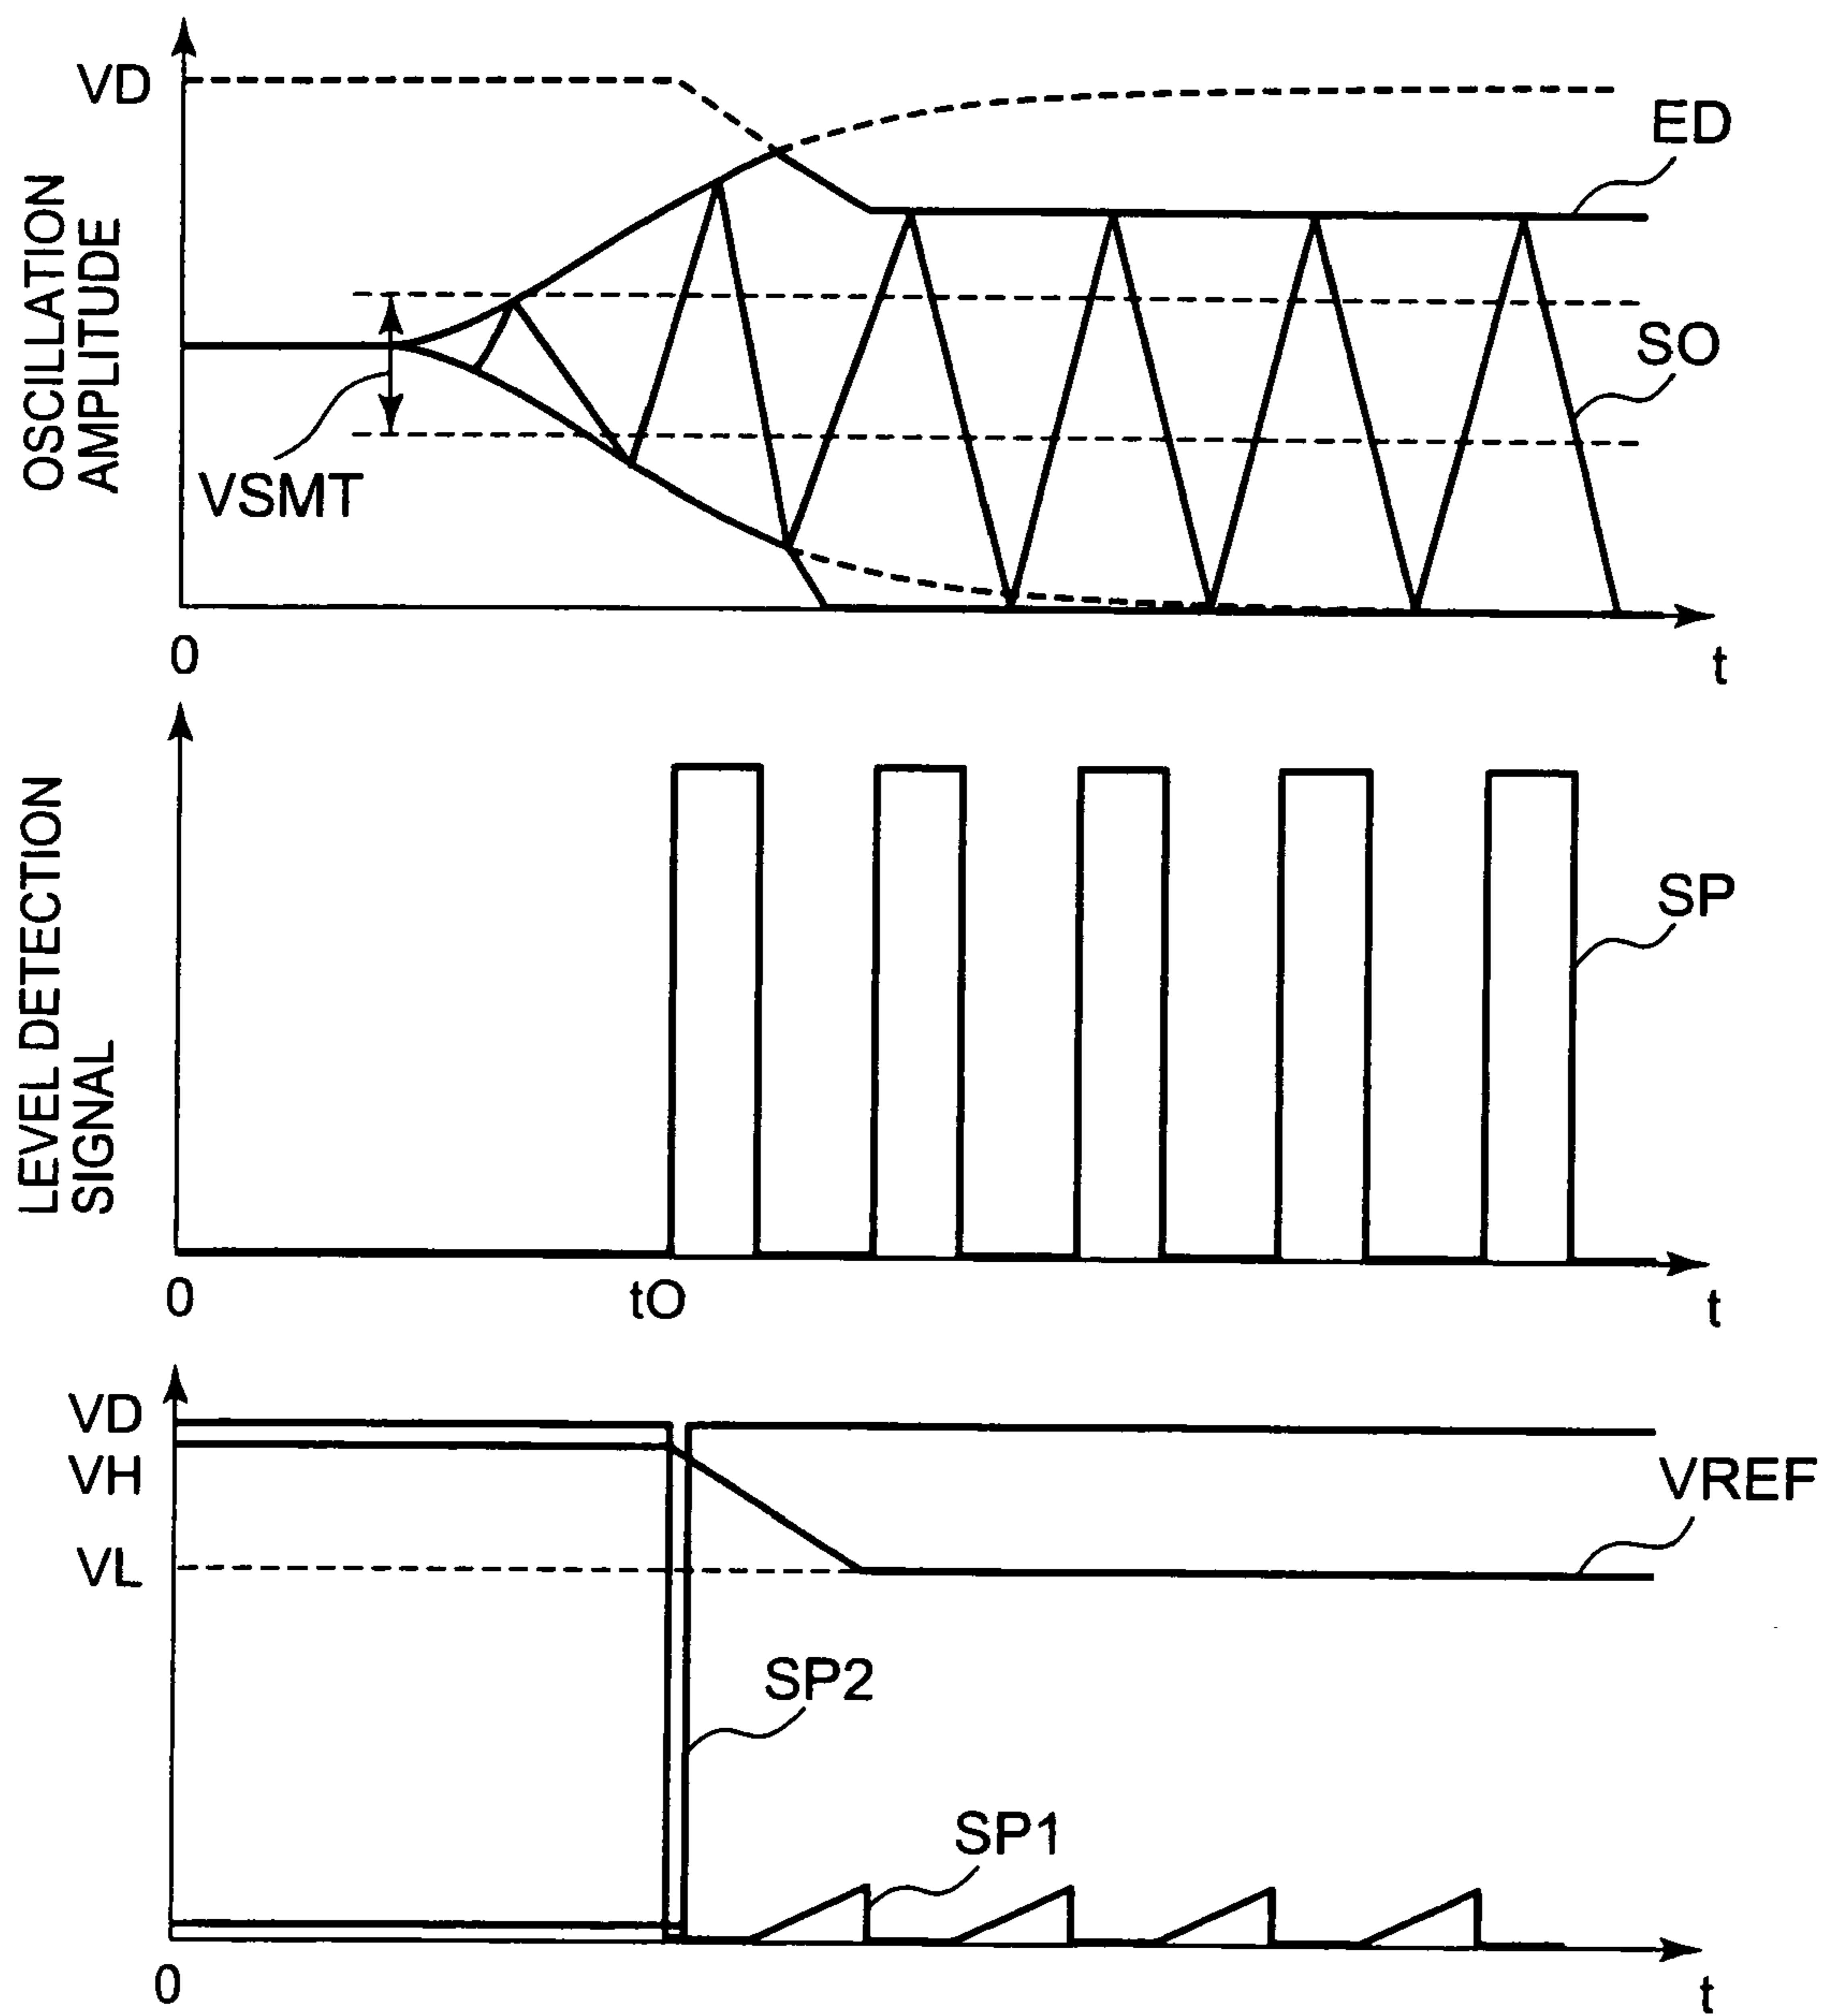 VD
ED
OSCILLATION
AMPLITUDE
SO
VSMT
0
t
LEVEL DETECTION
SIGNAL
SP
0
tO
t
VD
VH
VREF
VL
SP2
SP1
0
t